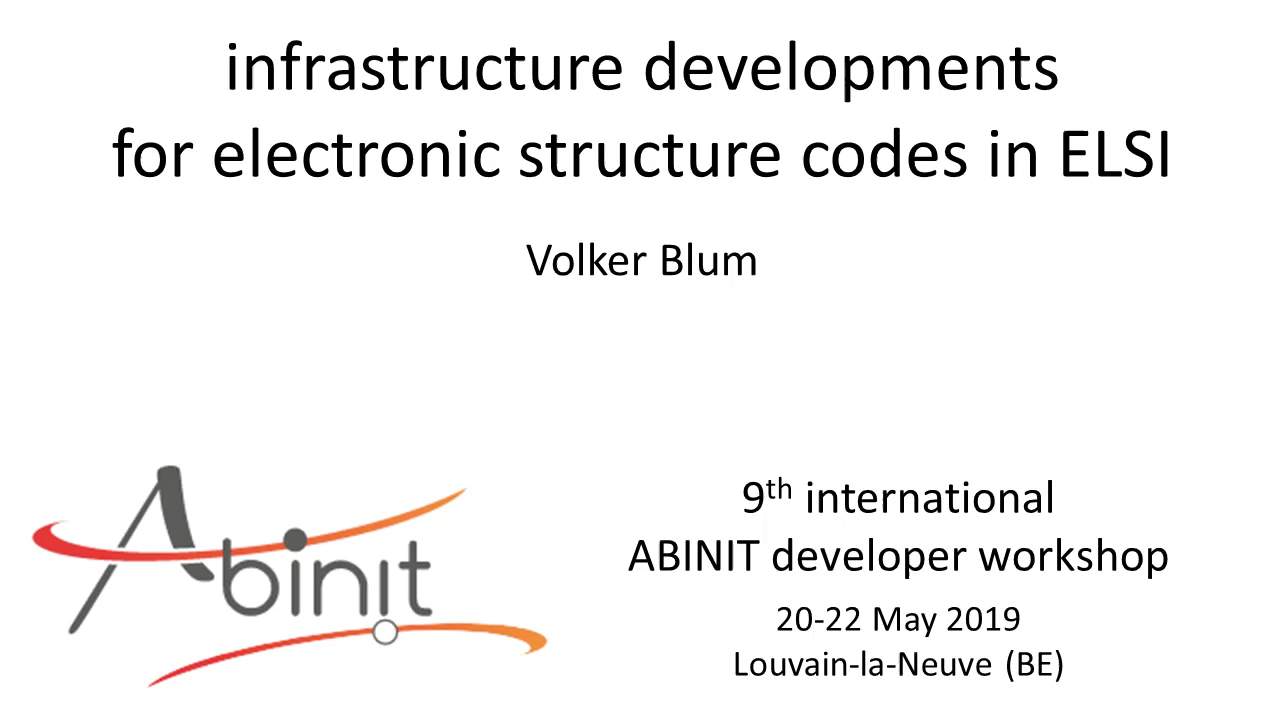 infrastructure developments
for electronic structure codes in ELSI
Volker Blum
Abinit
9th international
ABINIT developer workshop
20-22 May 2019
Louvain-la-Neuve (BE)